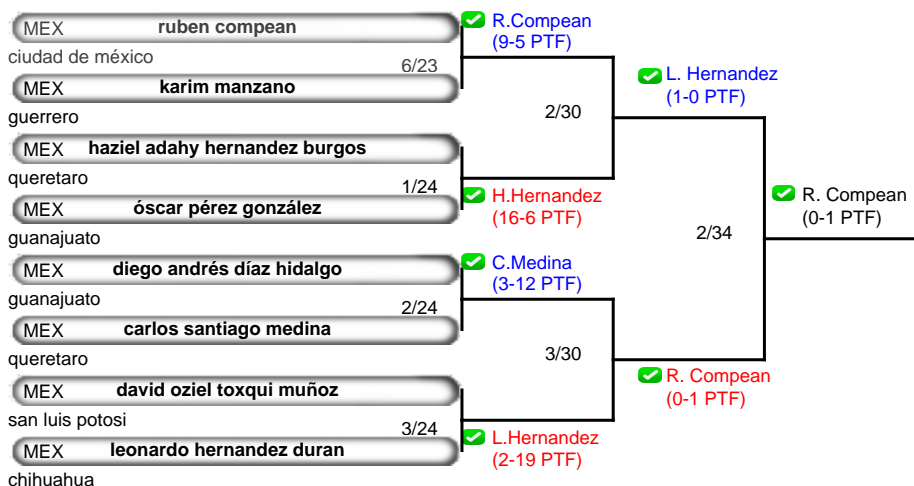 MEX ruben compean
ciudad de méxico
6/23
MEX karim manzano
guerrero
MEX haziel adahy hernandez burgos
queretaro
1/24
MEX óscar pérez gonzález
guanajuato
MEX diego andrés díaz hidalgo
guanajuato
2/24
MEX carlos santiago medina
queretaro
MEX david oziel toxqui muñoz
san luis potosi
3/24
MEX leonardo hernandez duran
chihuahua
R.Compean
(9-5 PTF)
2/30
H.Hernandez
(16-6 PTF)
C.Medina
(3-12 PTF)
3/30
L.Hernandez
(2-19 PTF)
L. Hernandez
(1-0 PTF)
2/34
R. Compean
(0-1 PTF)
R. Compean
(0-1 PTF)